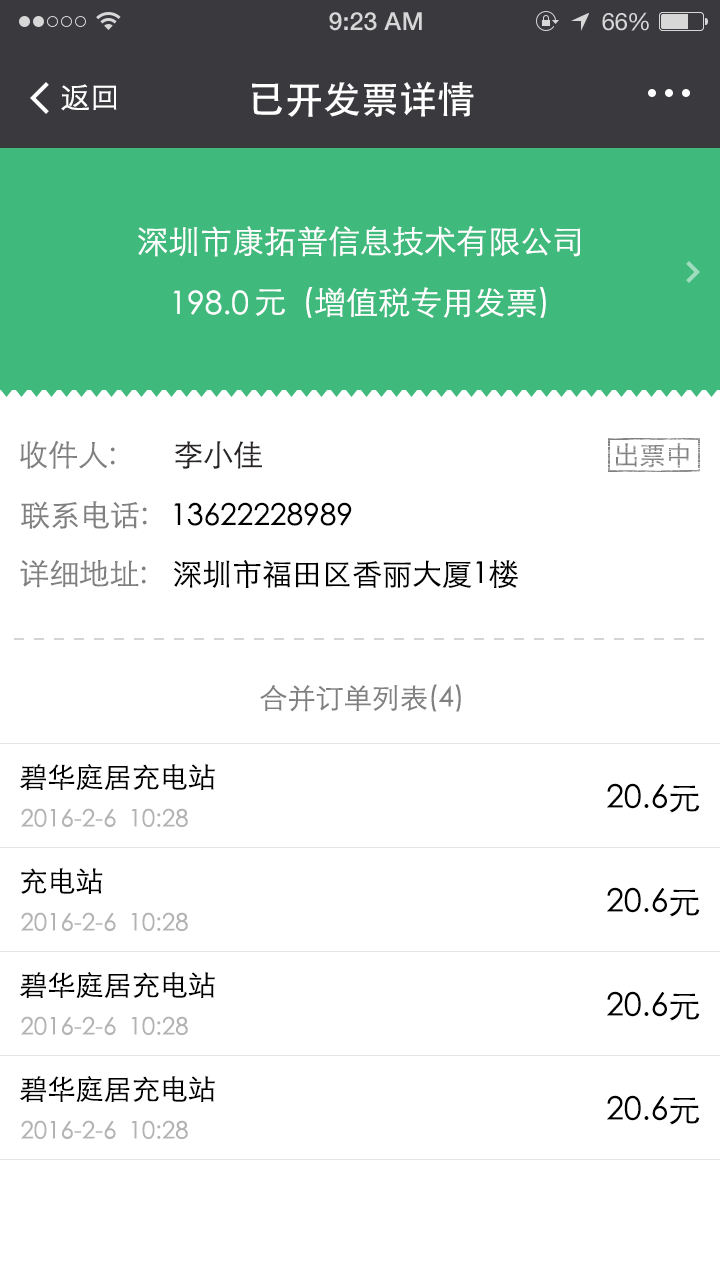 9:23 AM
66%
返回
已开发票详情
深圳市康拓普信息技术有限公司
198.0元 (增值税专用发票)
收件人: 李小佳
出票中
联系电话: 13622228989
详细地址: 深圳市福田区香丽大厦1楼
合并订单列表(4)
碧华庭居充电站
2016-2-6 10:28
20.6元
充电站
2016-2-6 10:28
20.6元
碧华庭居充电站
2016-2-6 10:28
20.6元
碧华庭居充电站
2016-2-6 10:28
20.6元